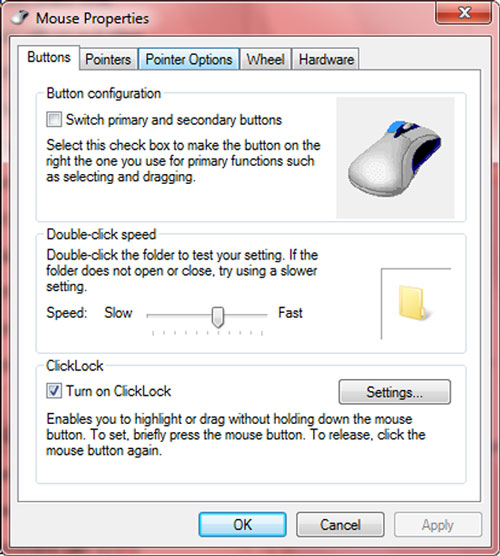 Mouse Properties
Buttons Pointers Pointer Options Wheel Hardware
Button configuration
Switch primary and secondary buttons
Select this check box to make the button on the
right the one you use for primary functions such
as selecting and dragging.
Double-click speed
Double-click the folder to test your setting. If the
folder does not open or close, try using a slower
setting.
Speed: Slow Fast
ClickLock
Turn on ClickLock Settings...
Enables you to highlight or drag without holding down the mouse
button. To set, briefly press the mouse button. To release, click the
mouse button again.
OK Cancel Apply